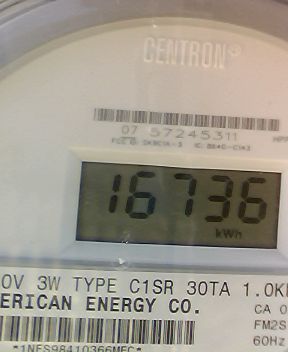 CENTRON®
07 57245311
16736
kWh
0V 3W TYPE C1SR 30TA 1.0K
ERICAN ENERGY CO.
CA 0
FM2S
60Hz
*1NES98410366MEC*